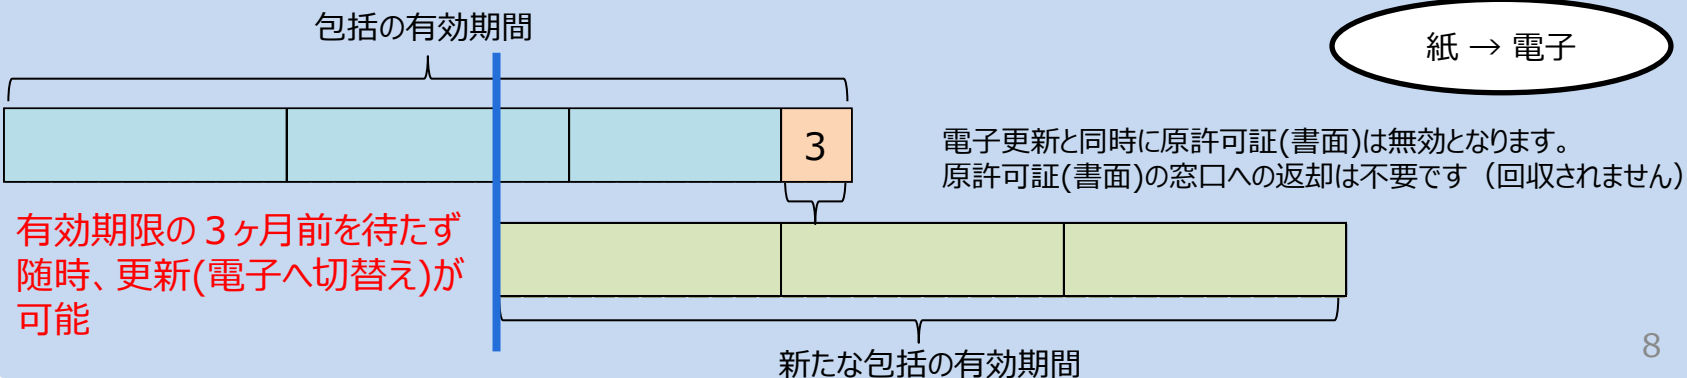 包括の有効期間
紙 → 電子
3
電子更新と同時に原許可証(書面)は無効となります。
原許可証(書面)の窓口への返却は不要です（回収されません）
有効期限の３ヶ月前を待たず
随時、更新(電子へ切替え)が
可能
新たな包括の有効期間
8